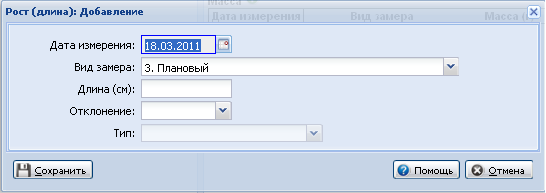 Масса
Дата измерения Вид замера Масса (к
Рост (длина): Добавление
Дата измерения: 18.03.2011
Вид замера: 3. Плановый
Длина (см):
Отклонение:
Тип:
Сохранить Помощь Отмена